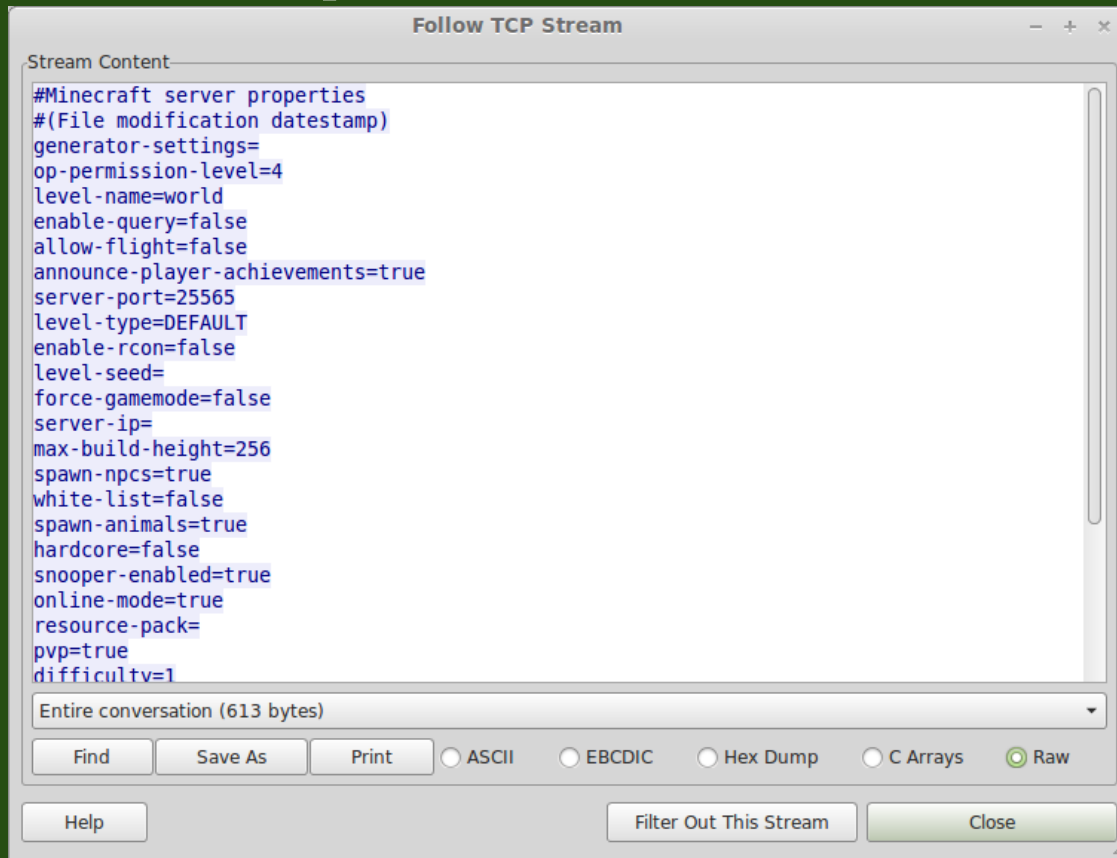 Follow TCP Stream
Stream Content
#Minecraft server properties
#(File modification datestamp)
generator-settings=
op-permission-level=4
level-name=world
enable-query=false
allow-flight=false
announce-player-achievements=true
server-port=25565
level-type=DEFAULT
enable-rcon=false
level-seed=
force-gamemode=false
server-ip=
max-build-height=256
spawn-npcs=true
white-list=false
spawn-animals=true
hardcore=false
snooper-enabled=true
online-mode=true
resource-pack=
pvp=true
difficulty=1
Entire conversation (613 bytes)
Find Save As Print ASCII EBCDIC Hex Dump C Arrays Raw
Help Filter Out This Stream Close